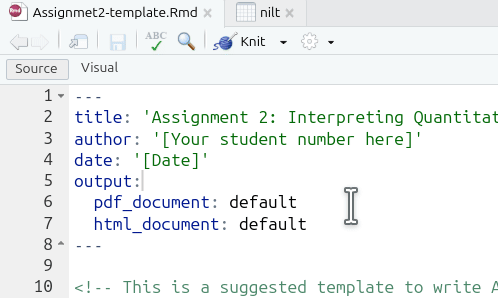 Assignmet2-template.Rmd nilt
ABC Knit
Source Visual
1 ---
2 title: 'Assignment 2: Interpreting Quantitat
3 author: '[Your student number here]'
4 date: '[Date]'
5 output:
6 pdf_document: default
7 html_document: default
8 ---
9
10 <!-- This is a suggested template to write A